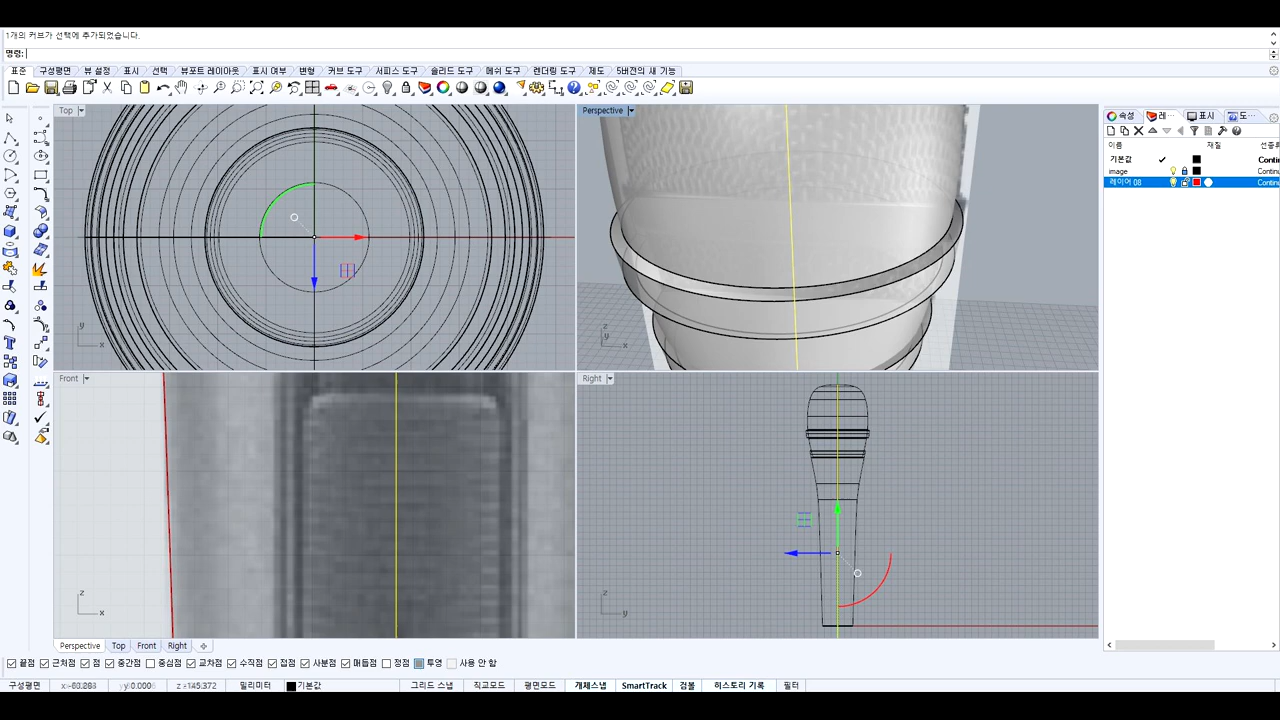 1개의 커브가 선택에 추가되었습니다.
명령:
표준 구성평면 뷰 설정 표시 선택 뷰포트 레이아웃 표시 여부 변형 커브 도구 서피스 도구 솔리드 도구 메쉬 도구 렌더링 도구 제도 5버전의 새 기능
Top
Perspective
속성 레… 표시 도…
이름 재질 선종류
기본값 Contin
image Contin
레이어 08 Contin
y x
z y x
Front
Right
z x
z y
Perspective Top Front Right
끝점 근처점 점 중간점 중심점 교차점 수직점 접점 사분점 매듭점 정점 투영 사용 안 함
구성평면 밀리미터 기본값 그리드 스냅 직교모드 평면모드 개체스냅 SmartTrack 검볼 히스토리 기록 필터